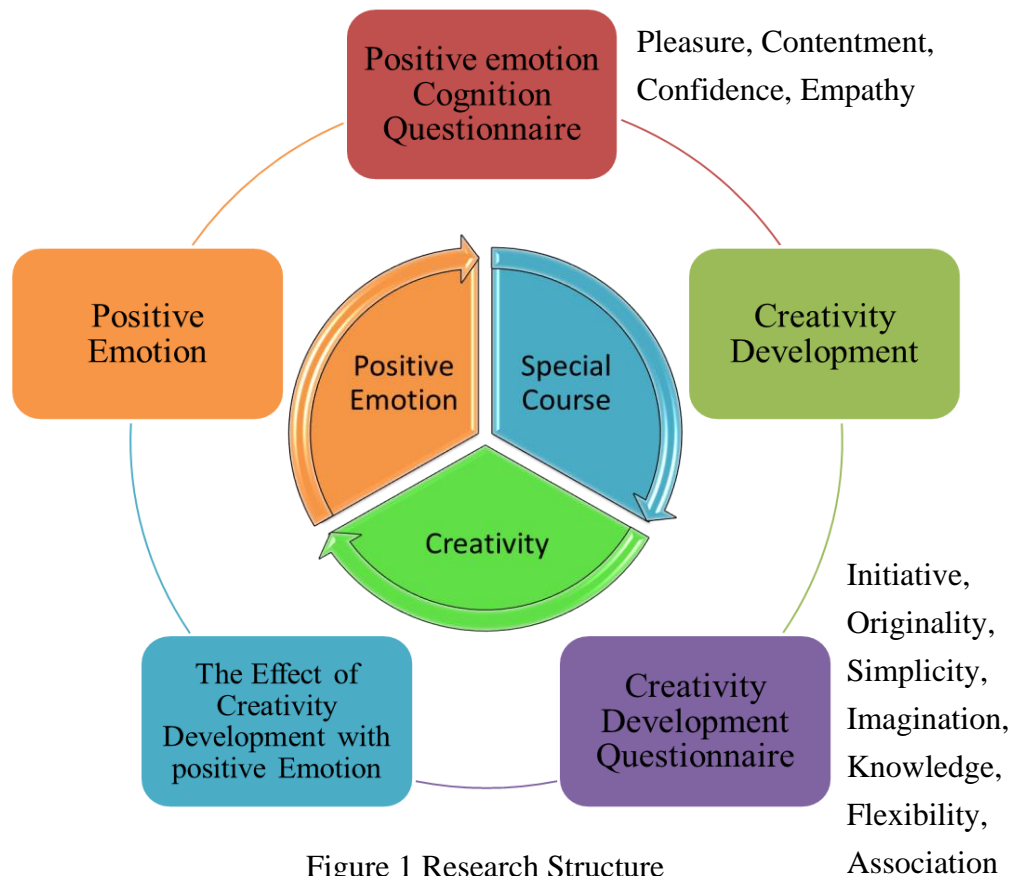 Positive emotion
Cognition
Questionnaire
Pleasure, Contentment,
Confidence, Empathy
Positive
Emotion
Creativity
Development
Positive
Emotion
Special
Course
Creativity
The Effect of
Creativity
Development with
positive Emotion
Creativity
Development
Questionnaire
Initiative,
Originality,
Simplicity,
Imagination,
Knowledge,
Flexibility,
Association
Figure 1 Research Structure